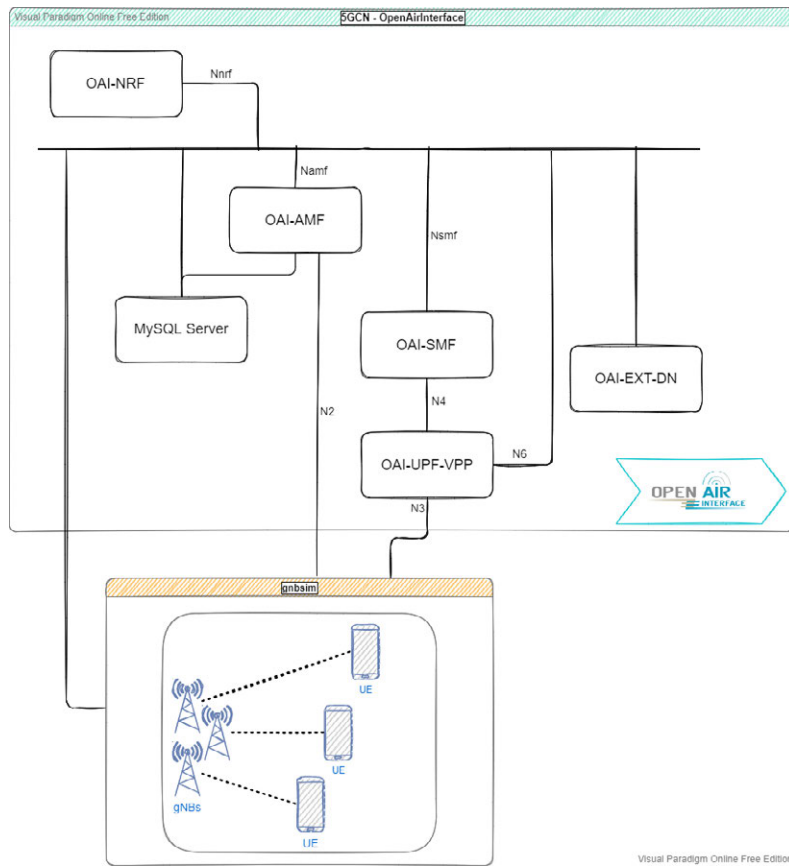 Visual Paradigm Online Free Edition
5GCN - OpenAirInterface
OAI-NRF
Nnrf
Namf
OAI-AMF
Nsmf
MySQL Server
OAI-SMF
OAI-EXT-DN
N2
N4
OAI-UPF-VPP
N6
N3
OPEN AIR
INTERFACE
gnbsim
UE
UE
gNBs
UE
Visual Paradigm Online Free Edition